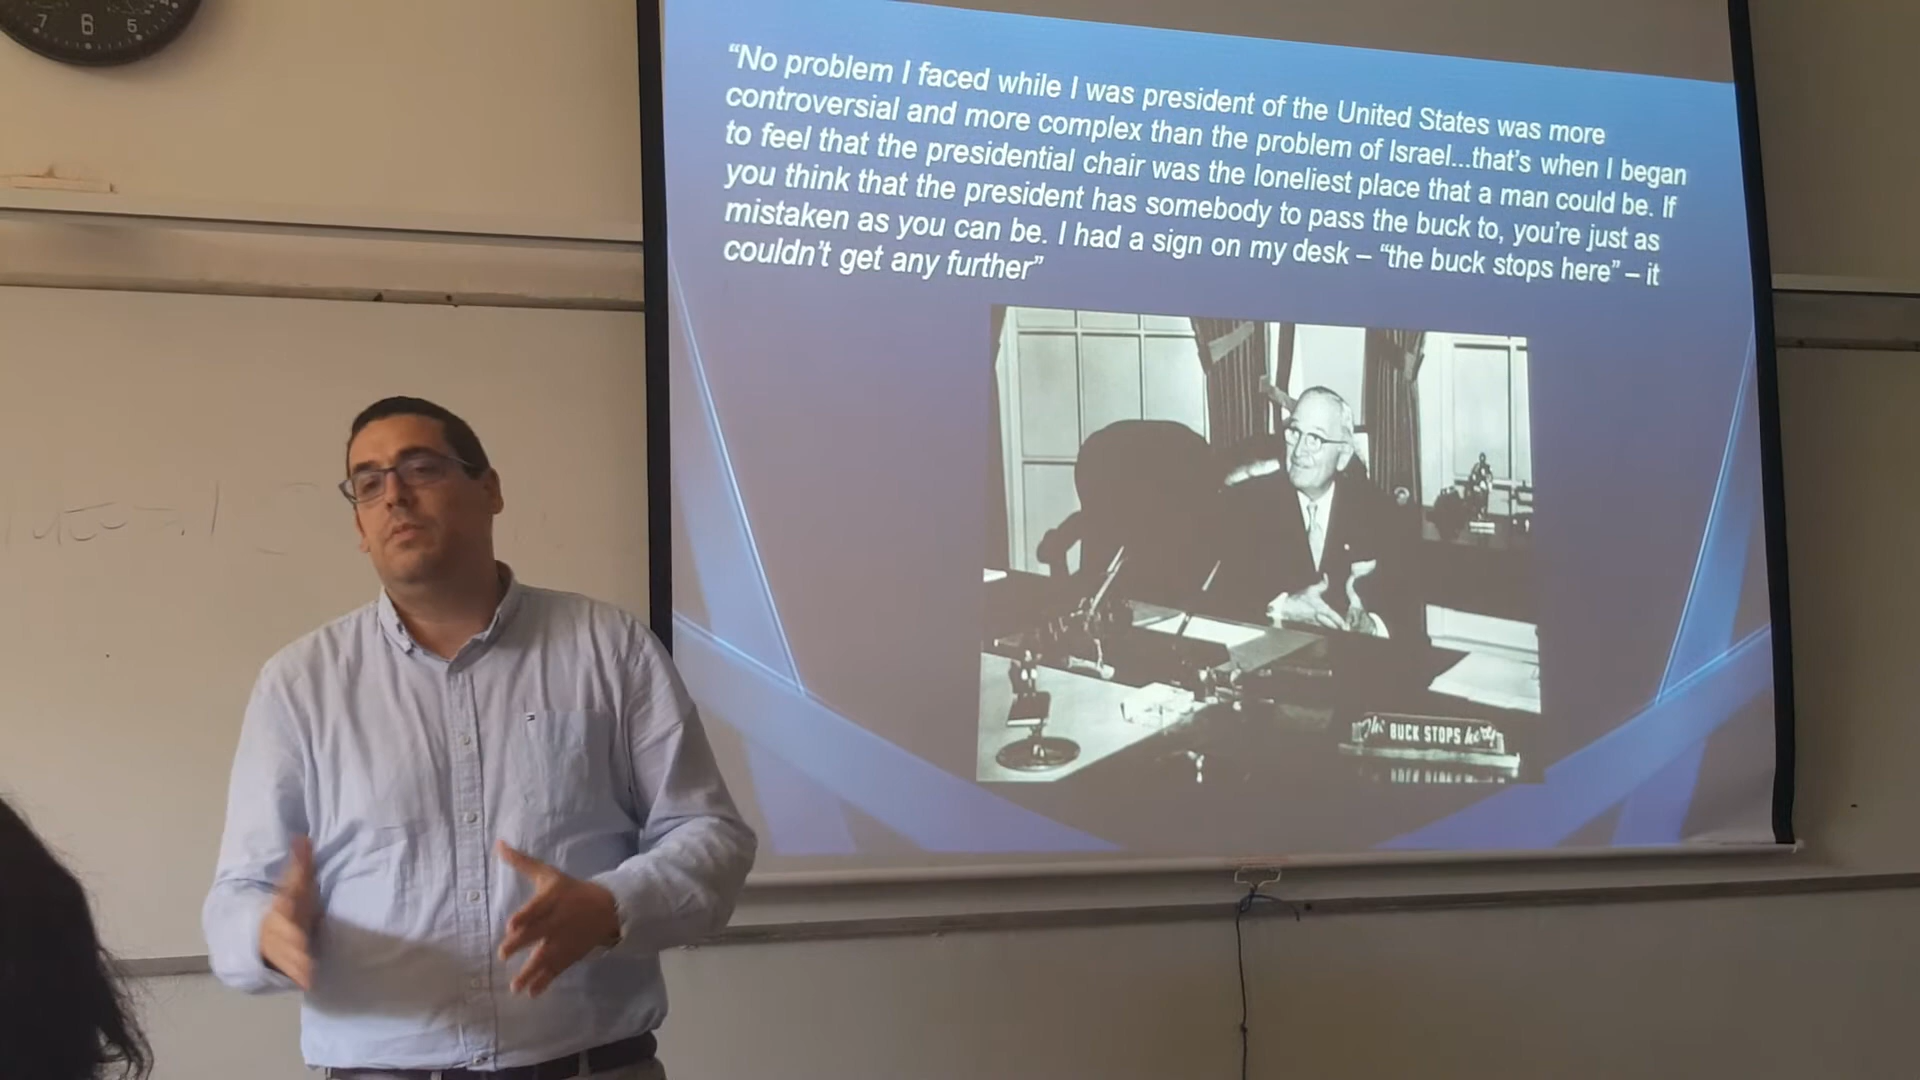 7 6 5
“No problem I faced while I was president of the United States was more
controversial and more complex than the problem of Israel...that’s when I began
to feel that the presidential chair was the loneliest place that a man could be. If
you think that the president has somebody to pass the buck to, you’re just as
mistaken as you can be. I had a sign on my desk – “the buck stops here” – it
couldn’t get any further”
The BUCK STOPS here